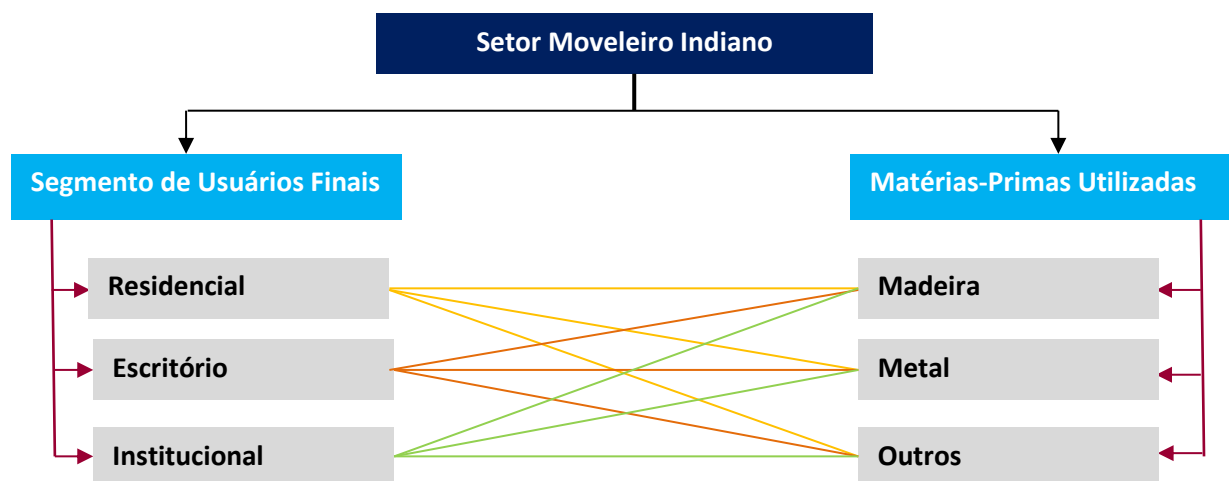 Setor Moveleiro Indiano
Segmento de Usuários Finais
Matérias-Primas Utilizadas
Residencial
Madeira
Escritório
Metal
Institucional
Outros